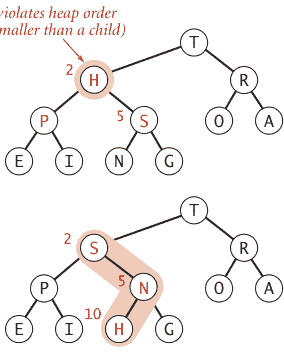 violates heap order
maller than a child)
T
2 H R
P 5 S O A
E I N G
T
2 S R
P 5 N O A
E I 10 H G